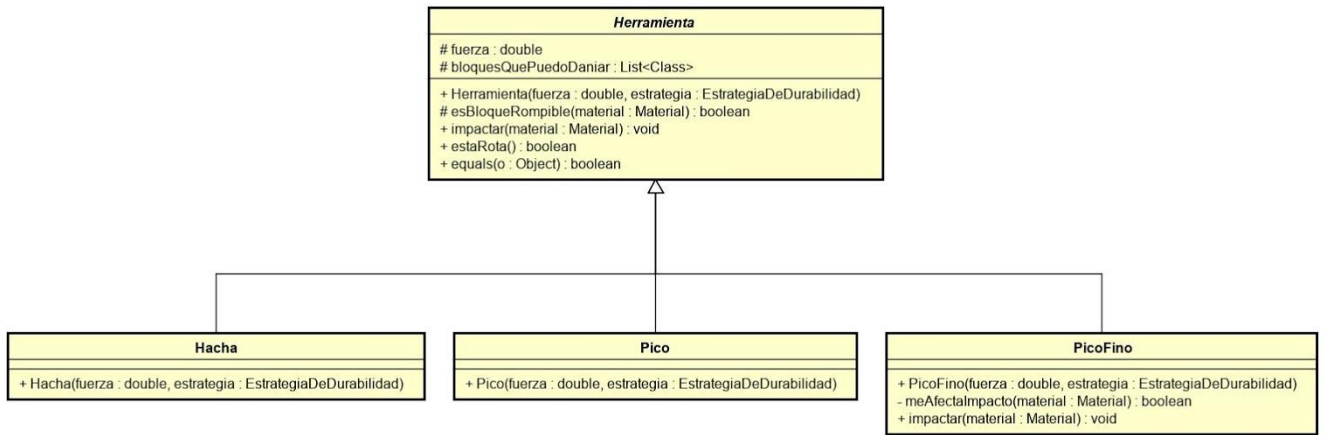 Herramienta
# fuerza : double
# bloquesQuePuedoDaniar : List<Class>
+ Herramienta(fuerza : double, estrategia : EstrategiaDeDurabilidad)
# esBloqueRompible(material : Material) : boolean
+ impactar(material : Material) : void
+ estaRota() : boolean
+ equals(o : Object) : boolean
Hacha
+ Hacha(fuerza : double, estrategia : EstrategiaDeDurabilidad)
Pico
+ Pico(fuerza : double, estrategia : EstrategiaDeDurabilidad)
PicoFino
+ PicoFino(fuerza : double, estrategia : EstrategiaDeDurabilidad)
- meAfectaImpacto(material : Material) : boolean
+ impactar(material : Material) : void